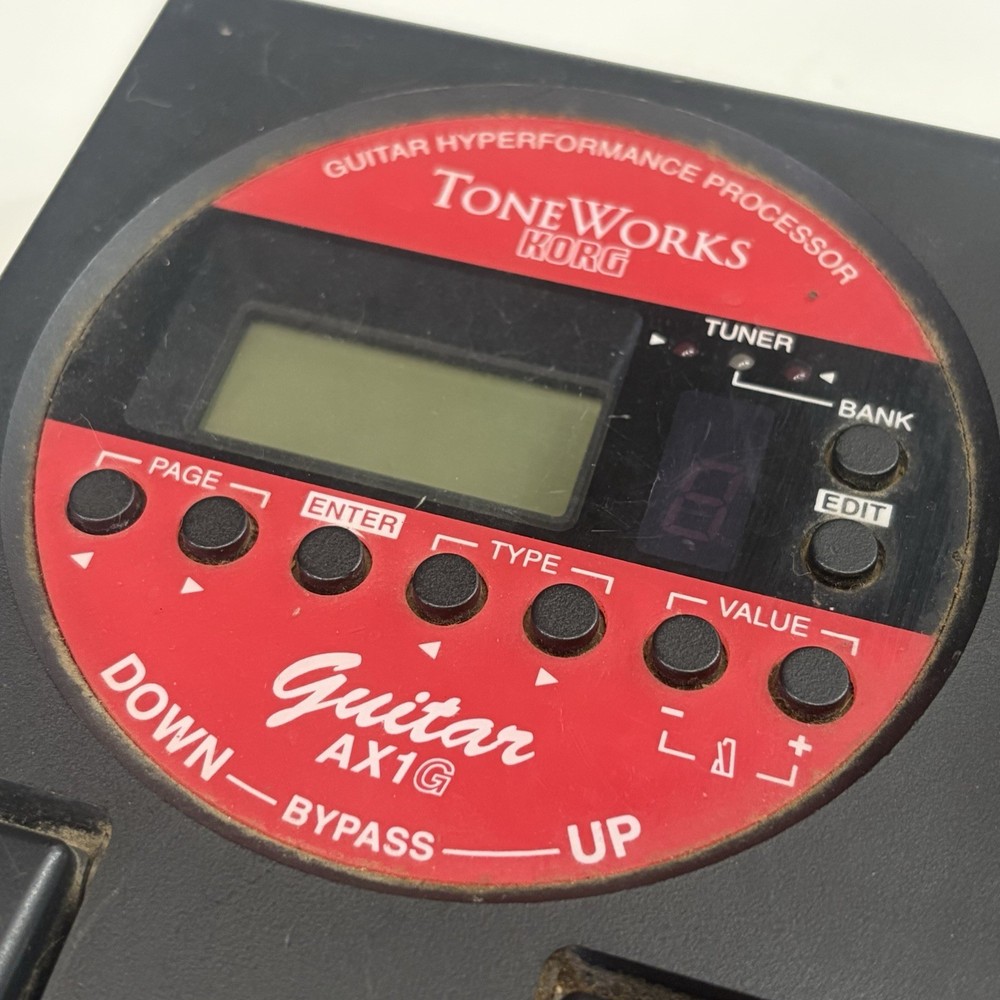 GUITAR HYPERFORMANCE PROCESSOR
TONEWORKS
KORG
TUNER
BANK
EDIT
PAGE
ENTER
TYPE
VALUE
- +
Guitar
AX1G
DOWN BYPASS UP